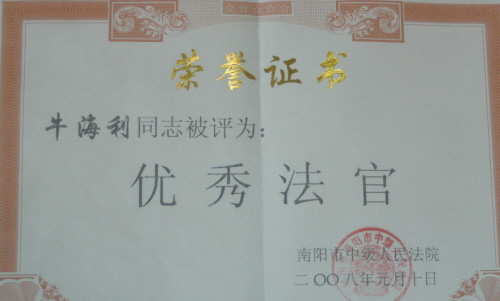 荣誉证书
牛海利同志被评为：
优秀法官
南阳市中级人民法院
二〇〇八年元月十日